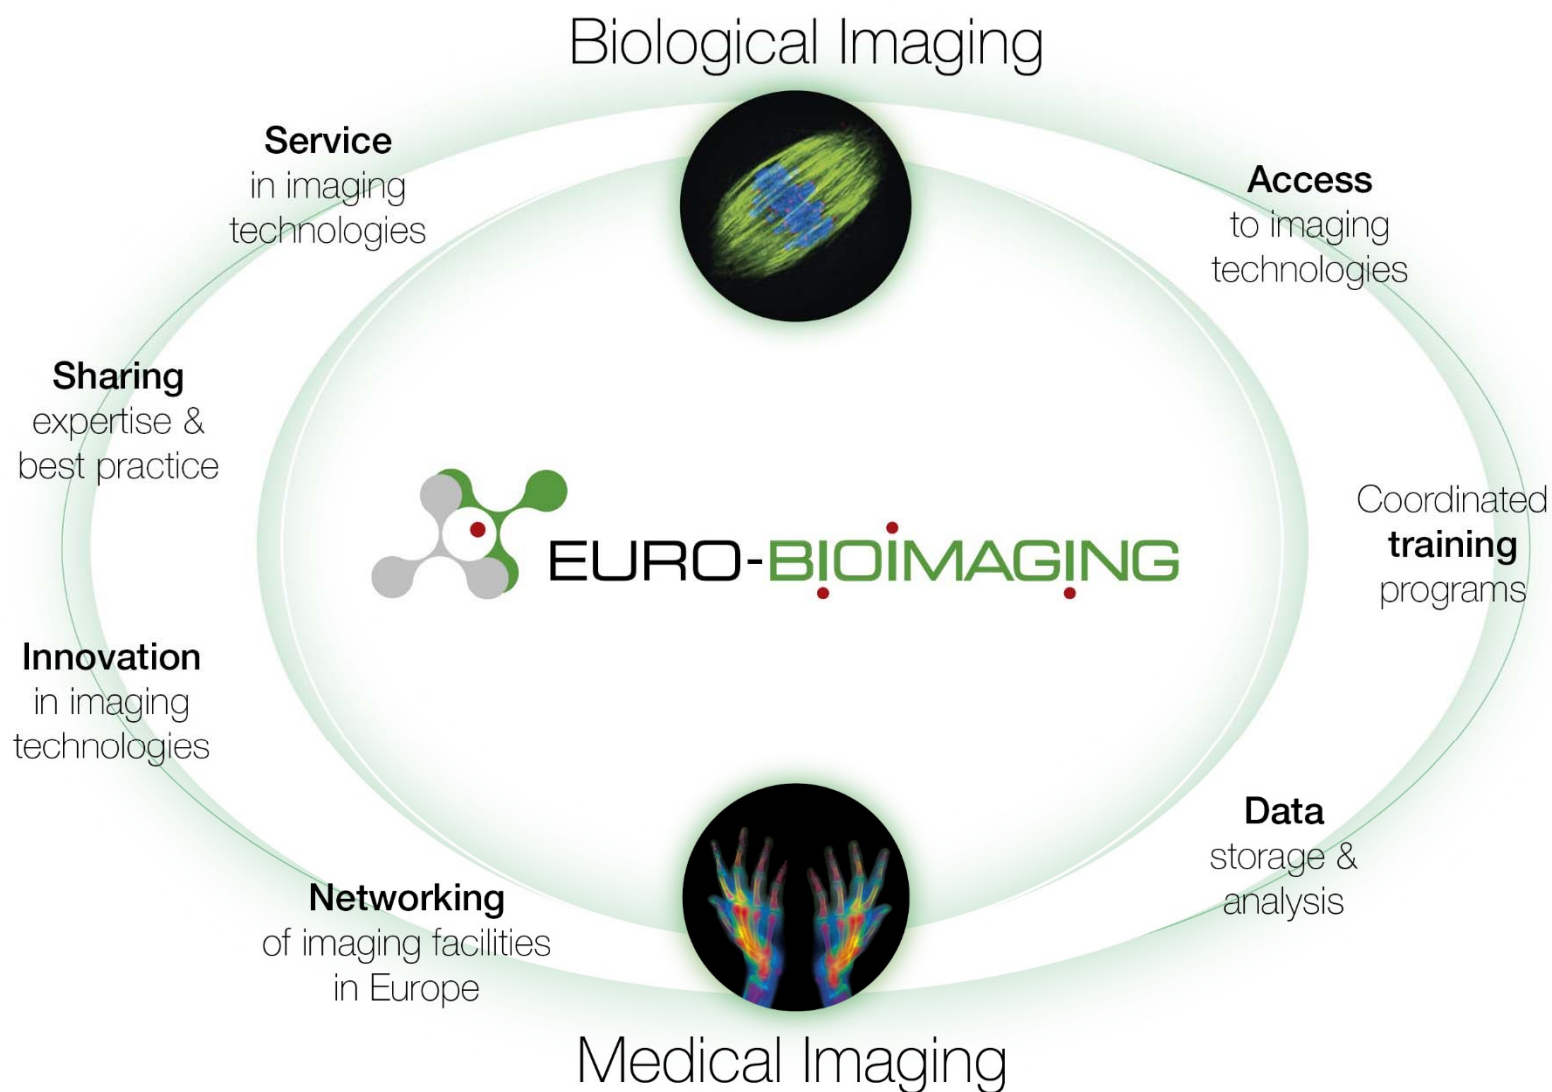 Biological Imaging
Service
in imaging
technologies
Access
to imaging
technologies
Sharing
expertise &
best practice
Coordinated
training
programs
EURO-BIOIMAGING
Innovation
in imaging
technologies
Data
storage &
analysis
Networking
of imaging facilities
in Europe
Medical Imaging